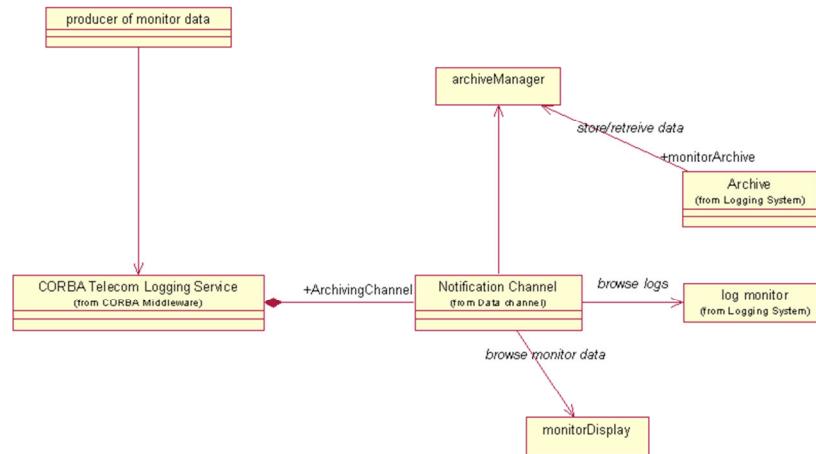 producer of monitor data
archiveManager
store/retreive data
+monitorArchive
Archive
(from Logging System)
CORBA Telecom Logging Service
(from CORBA Middleware)
+ArchivingChannel
Notification Channel
(from Data channel)
browse logs
log monitor
(from Logging System)
browse monitor data
monitorDisplay